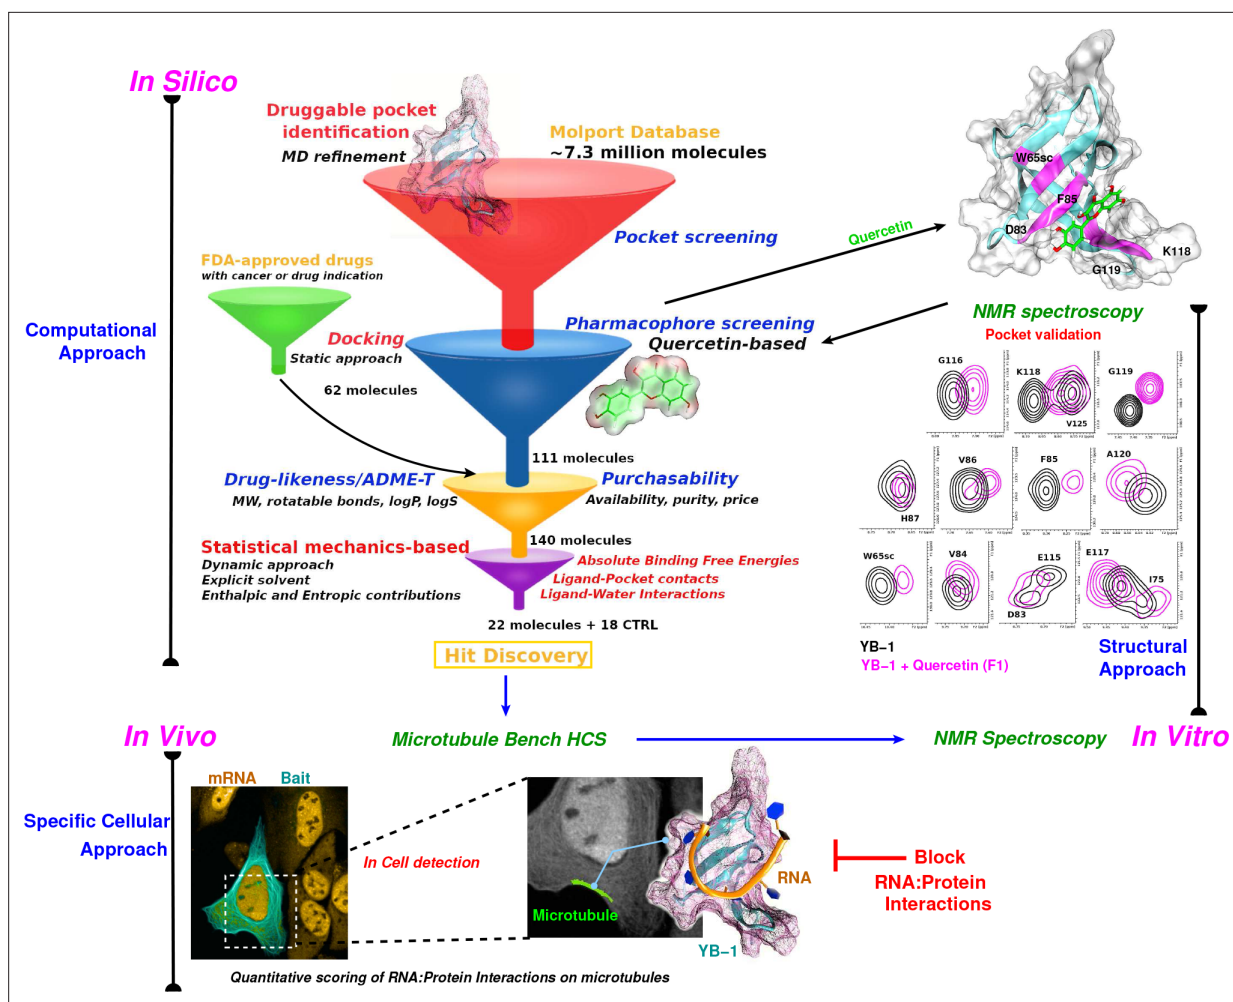 In Silico
Druggable pocket
identification
MD refinement
Molport Database
~7.3 million molecules
Pocket screening
FDA-approved drugs
with cancer or drug indication
Computational
Approach
Docking
Static approach
62 molecules
Pharmacophore screening
Quercetin-based
111 molecules
Drug-likeness/ADME-T
MW, rotatable bonds, logP, logS
Purchasability
Availability, purity, price
140 molecules
Statistical mechanics-based
Dynamic approach
Explicit solvent
Enthalpic and Entropic contributions
Absolute Binding Free Energies
Ligand-Pocket contacts
Ligand-Water Interactions
22 molecules + 18 CTRL
Hit Discovery
Quercetin
W65sc
F85
D83
K118
G119
NMR spectroscopy
Pocket validation
G116
K118
V125
G119
H87
V86
F85
A120
W65sc
V84
E115
D83
E117
I75
YB-1
YB-1 + Quercetin (F1)
Structural
Approach
In Vivo
Microtubule Bench HCS
NMR Spectroscopy
In Vitro
mRNA
Bait
Specific Cellular
Approach
In Cell detection
Microtubule
RNA
YB-1
Block
RNA:Protein
Interactions
Quantitative scoring of RNA:Protein Interactions on microtubules